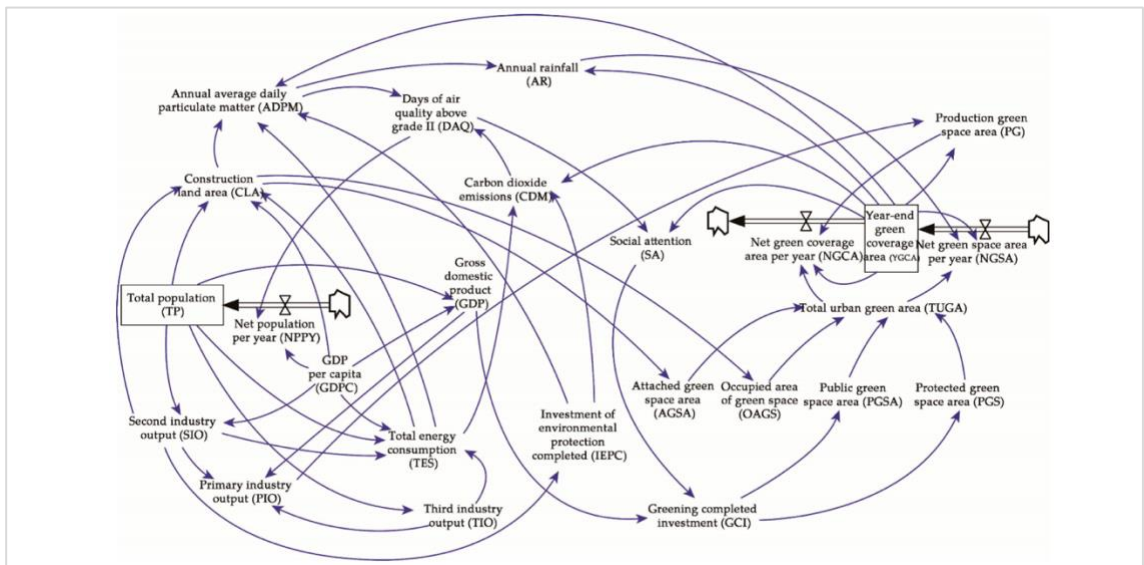 Annual rainfall
(AR)
Annual average daily
particulate matter (ADPM)
Days of air
quality above
grade II (DAQ)
Production green
space area (PG)
Construction
land area (CLA)
Carbon dioxide
emissions (CDM)
Year-end
green
coverage
area (YGCA)
Social attention
(SA)
Net green coverage
area per year (NGCA)
Net green space area
per year (NGSA)
Gross
domestic
product
(GDP)
Total population
(TP)
Net population
per year (NPPY)
Total urban green area (TUGA)
GDP
per capita
(GDPC)
Attached green
space area
(AGSA)
Occupied area
of green space
(OAGS)
Public green
space area (PGSA)
Protected green
space area (PGS)
Second industry
output (SIO)
Total energy
consumption
(TES)
Investment of
environmental
protection
completed (IEPC)
Primary industry
output (PIO)
Third industry
output (TIO)
Greening completed
investment (GCI)